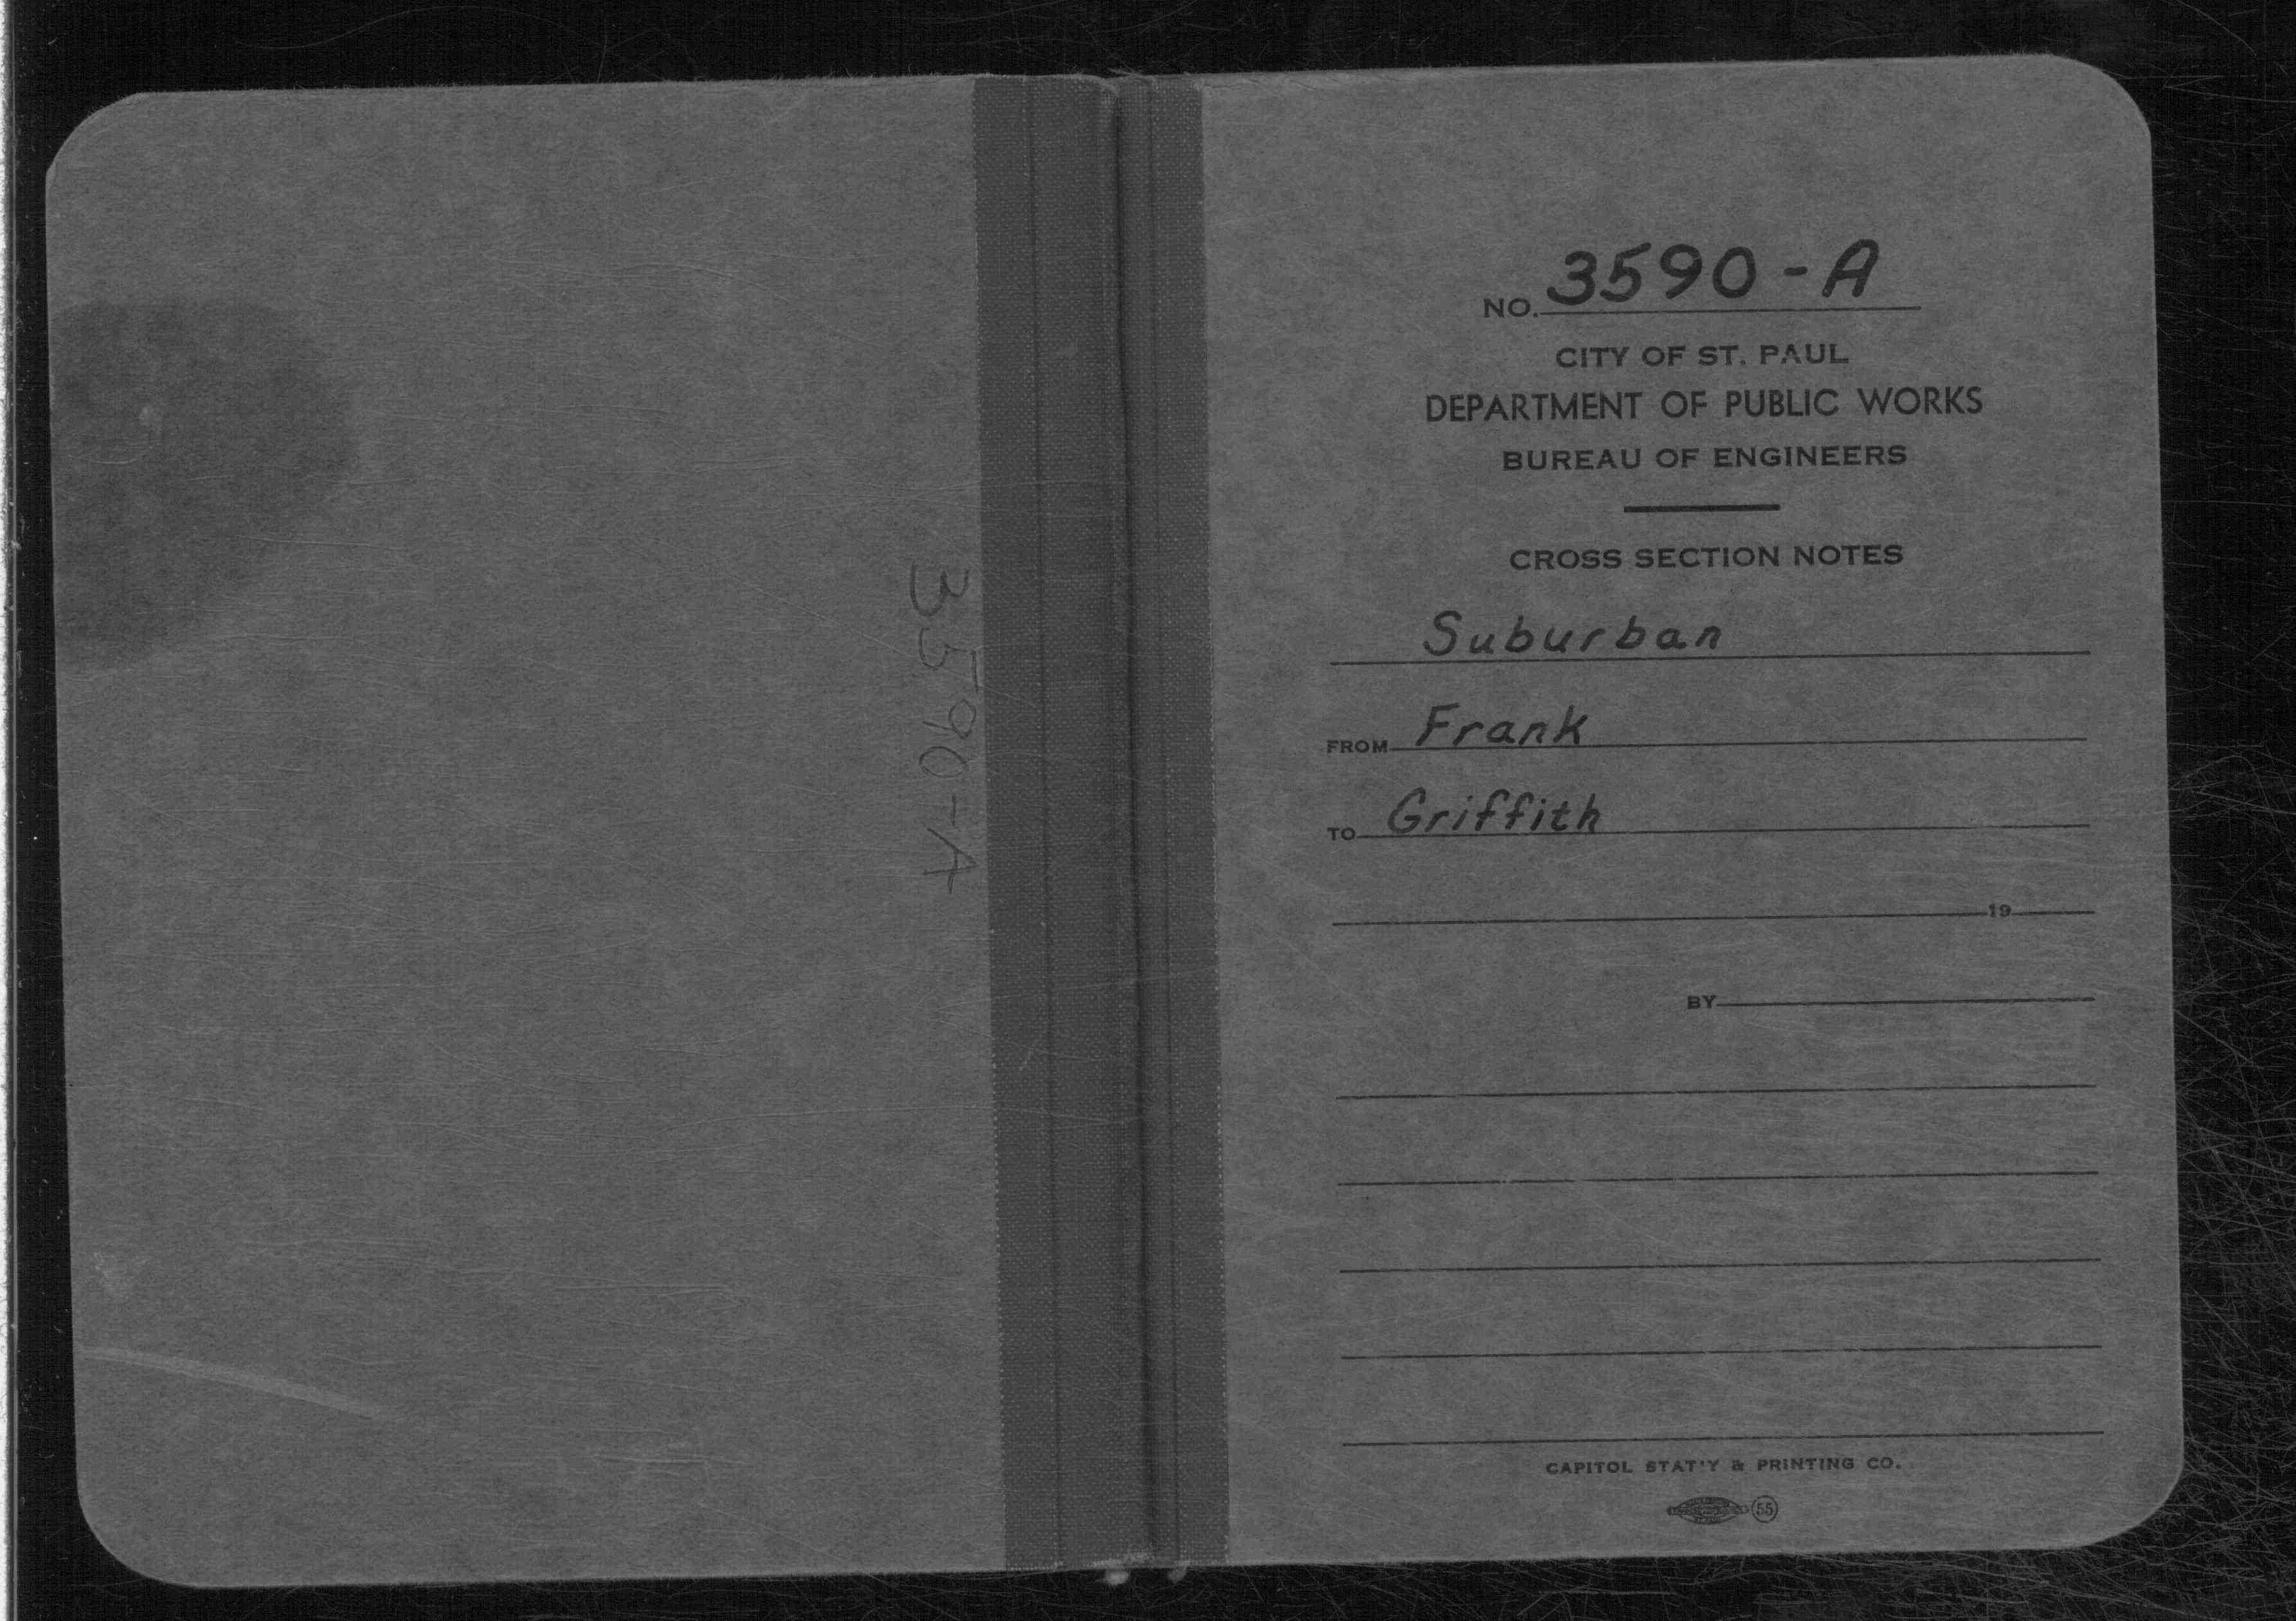 3590-A
NO. 3590-A
CITY OF ST. PAUL
DEPARTMENT OF PUBLIC WORKS
BUREAU OF ENGINEERS
CROSS SECTION NOTES
Suburban
FROM Frank
TO Griffith
19
BY
CAPITOL STAT'Y & PRINTING CO.
55